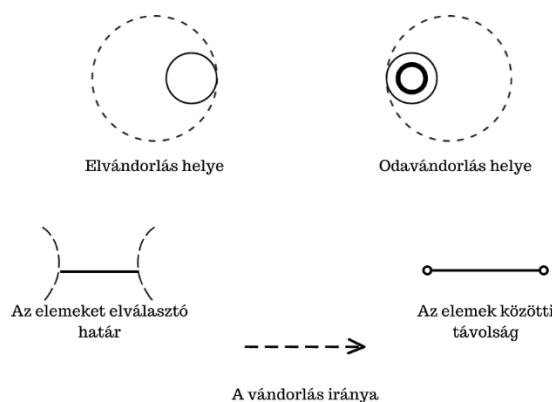 Elvándorlás helye
Odavándorlás helye
Az elemeket elválasztó
határ
Az elemek közötti
távolság
A vándorlás iránya